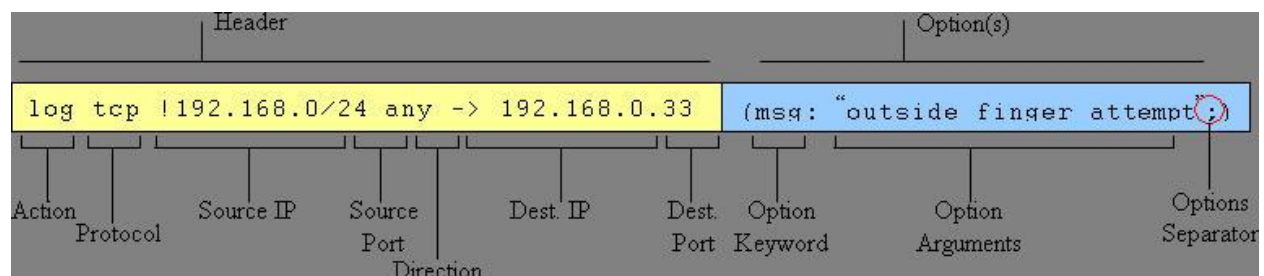 Header Option(s)
log tcp !192.168.0/24 any -> 192.168.0.33 (msg: “outside finger attempt”;)
Action Source IP Source Dest. IP Dest. Option Option Options
Protocol Port Port Keyword Arguments Separator
Direction